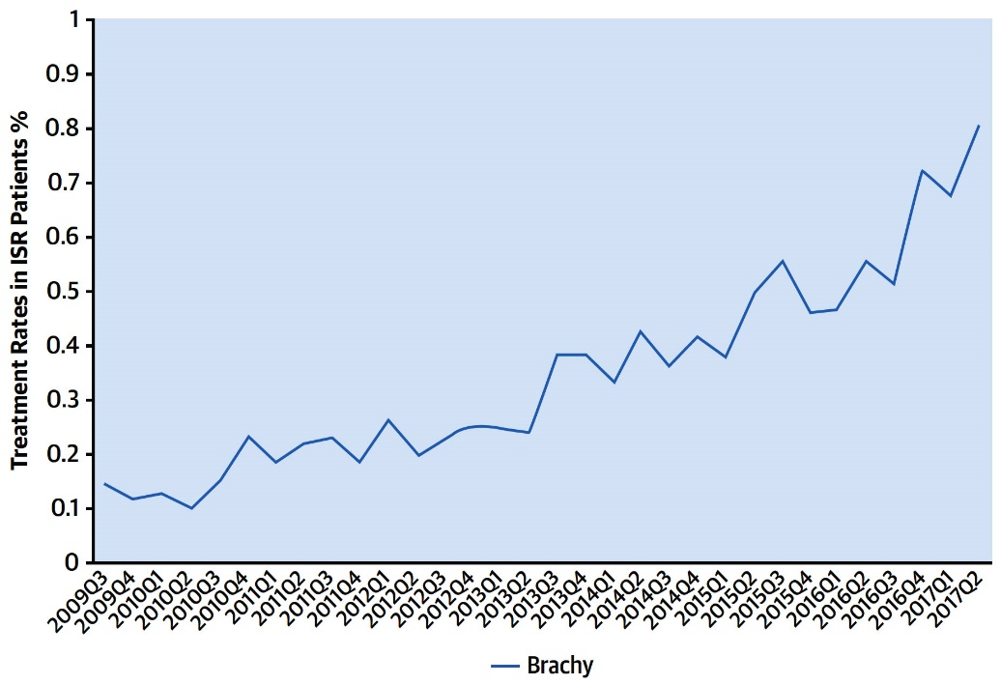 Treatment Rates in ISR Patients %
1
0.9
0.8
0.7
0.6
0.5
0.4
0.3
0.2
0.1
0
2009Q3
2009Q4
2010Q1
2010Q2
2010Q3
2010Q4
2011Q1
2011Q2
2011Q3
2011Q4
2012Q1
2012Q2
2012Q3
2012Q4
2013Q1
2013Q2
2013Q3
2013Q4
2014Q1
2014Q2
2014Q3
2014Q4
2015Q1
2015Q2
2015Q3
2015Q4
2016Q1
2016Q2
2016Q3
2016Q4
2017Q1
2017Q2
Brachy